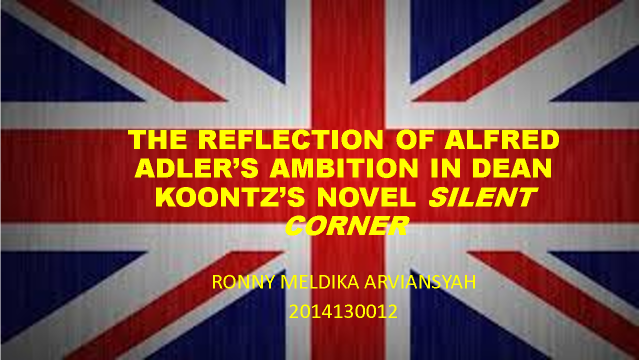 THE REFLECTION OF ALFRED
ADLER'S AMBITION IN DEAN
KOONTZ'S NOVEL SILENT
CORNER
RONNY MELDIKA ARVIANSYAH
2014130012